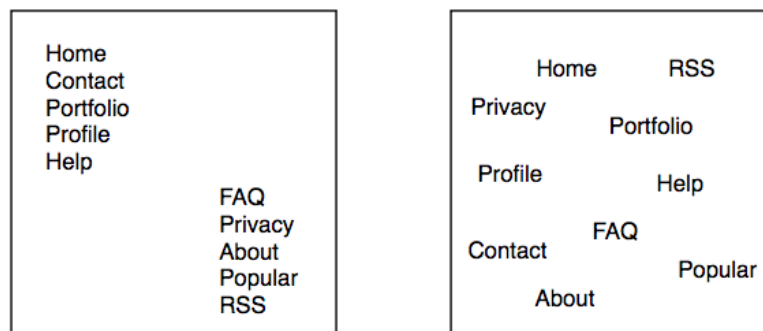 Home
Contact
Portfolio
Profile
Help
FAQ
Privacy
About
Popular
RSS
Home RSS
Privacy
Portfolio
Profile
Help
FAQ
Contact
Popular
About